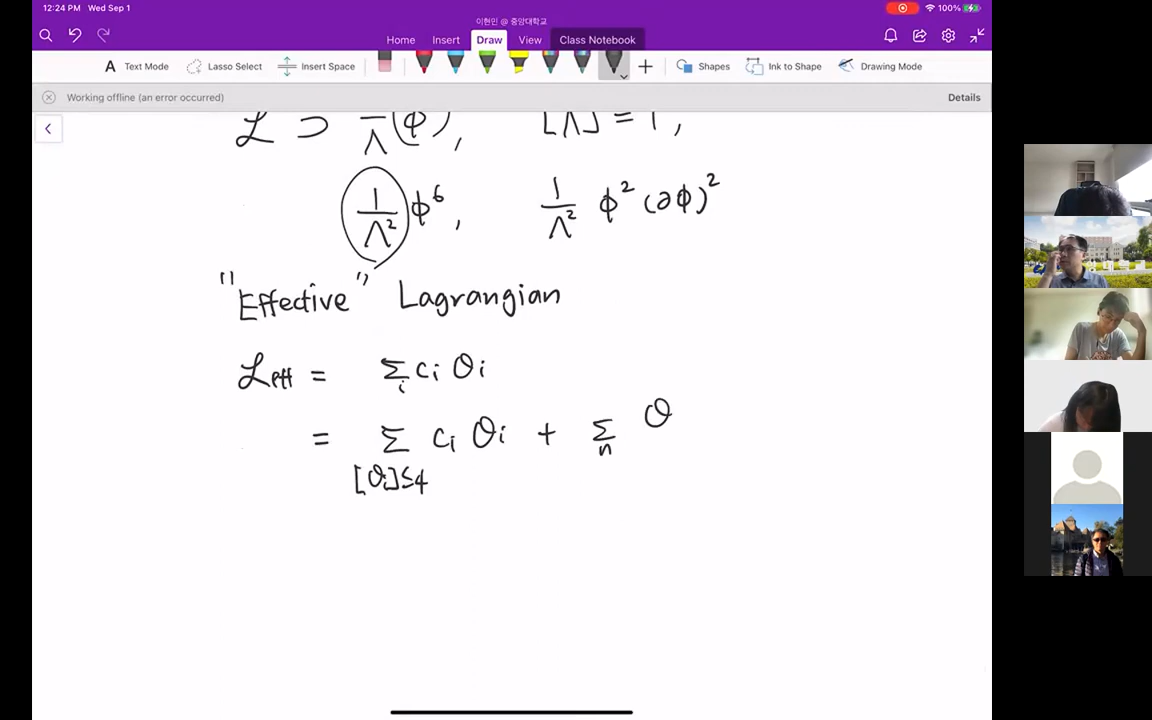 12:24 PM Wed Sep 1
100%
이현민 @ 중앙대학교
Home Insert Draw View Class Notebook
Text Mode Lasso Select Insert Space Shapes Ink to Shape Drawing Mode
Working offline (an error occurred) Details
ℒ ⊃ 1/Λ (φ), [Λ] = 1,
1/Λ² φ⁶, 1/Λ² φ² (∂φ)²
"Effective" Lagrangian
ℒeff = Σi ci Oi
= Σ ci Oi + Σn O
[Oi]≤4